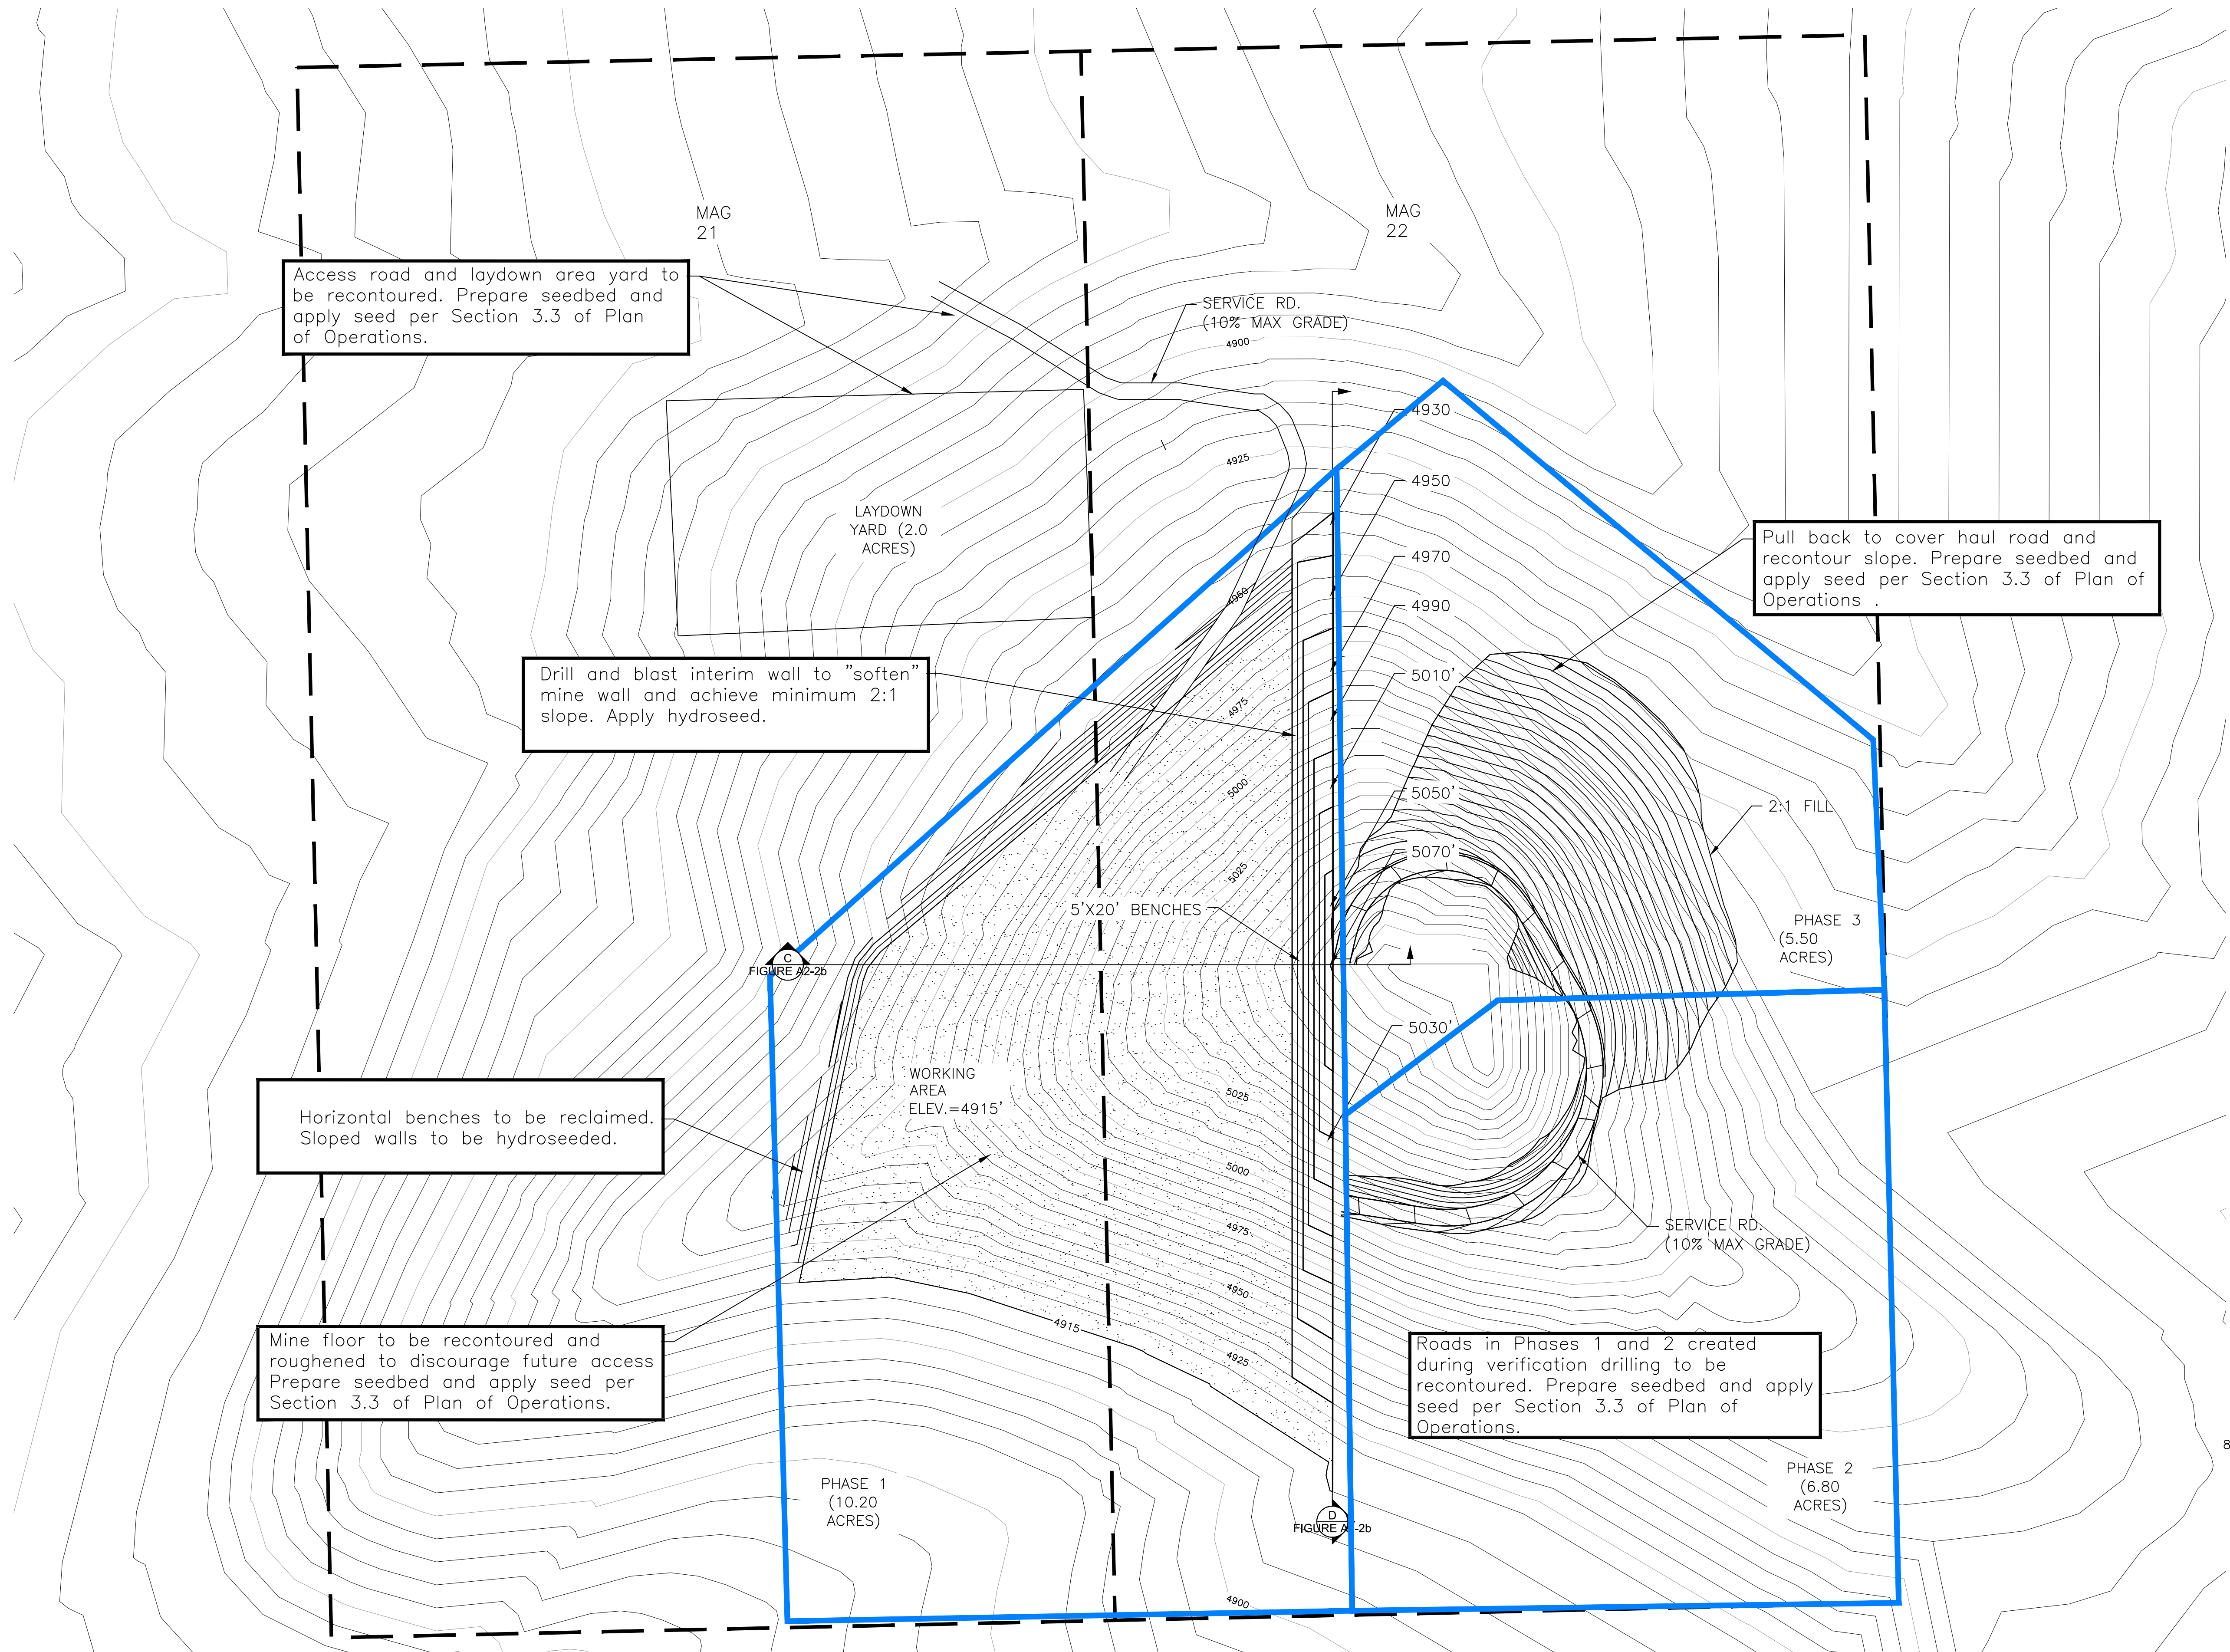 MAG
21
MAG
22
Access road and laydown area yard to
be recontoured. Prepare seedbed and
apply seed per Section 3.3 of Plan
of Operations.
SERVICE RD.
(10% MAX GRADE)
4900
4930
4925
4950
LAYDOWN
YARD (2.0
ACRES)
Pull back to cover haul road and
recontour slope. Prepare seedbed and
apply seed per Section 3.3 of Plan of
Operations .
4970
4950
4990
Drill and blast interim wall to "soften"
mine wall and achieve minimum 2:1
slope. Apply hydroseed.
5010'
4975
5000
5050'
2:1 FILL
5070'
5025
5'X20' BENCHES
PHASE 3
(5.50
ACRES)
C
FIGURE A2-2b
5030'
WORKING
AREA
ELEV.=4915'
5025
Horizontal benches to be reclaimed.
Sloped walls to be hydroseeded.
5000
4975
SERVICE RD.
(10% MAX GRADE)
4950
4915
4925
Mine floor to be recontoured and
roughened to discourage future access
Prepare seedbed and apply seed per
Section 3.3 of Plan of Operations.
Roads in Phases 1 and 2 created
during verification drilling to be
recontoured. Prepare seedbed and apply
seed per Section 3.3 of Plan of
Operations.
8
PHASE 1
(10.20
ACRES)
PHASE 2
(6.80
ACRES)
D
FIGURE A2-2b
4900